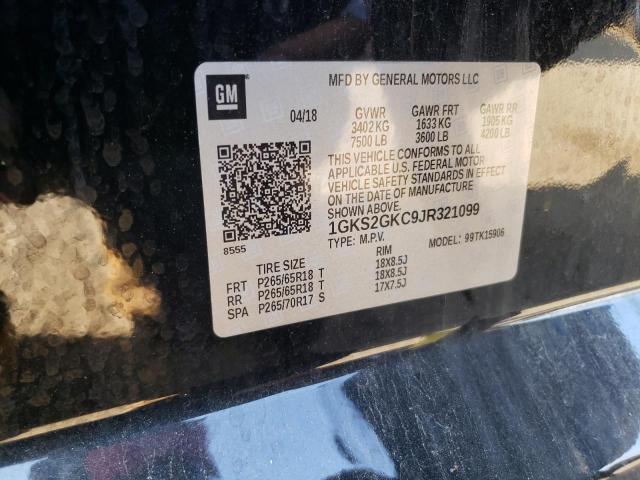 GM
MFD BY GENERAL MOTORS LLC
04/18 GVWR GAWR FRT GAWR RR
3402 KG 1633 KG 1905 KG
7500 LB 3600 LB 4200 LB
THIS VEHICLE CONFORMS TO ALL
APPLICABLE U.S. FEDERAL MOTOR
VEHICLE SAFETY STANDARDS IN EFFECT
ON THE DATE OF MANUFACTURE
SHOWN ABOVE.
1GKS2GKC9JR321099
8555 TYPE: M.P.V. MODEL: 99TK15906
TIRE SIZE RIM
FRT P265/65R18 T 18X8.5J
RR P265/65R18 T 18X8.5J
SPA P265/70R17 S 17X7.5J